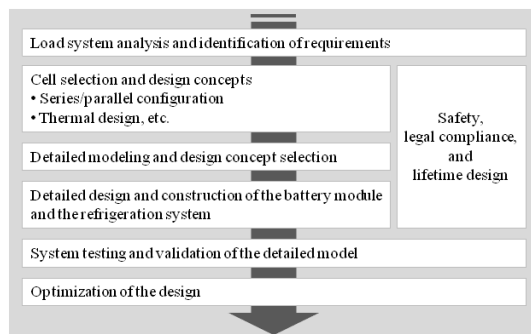 Load system analysis and identification of requirements
Cell selection and design concepts
• Series/parallel configuration
• Thermal design, etc.
Detailed modeling and design concept selection
Detailed design and construction of the battery module
and the refrigeration system
Safety,
legal compliance,
and
lifetime design
System testing and validation of the detailed model
Optimization of the design